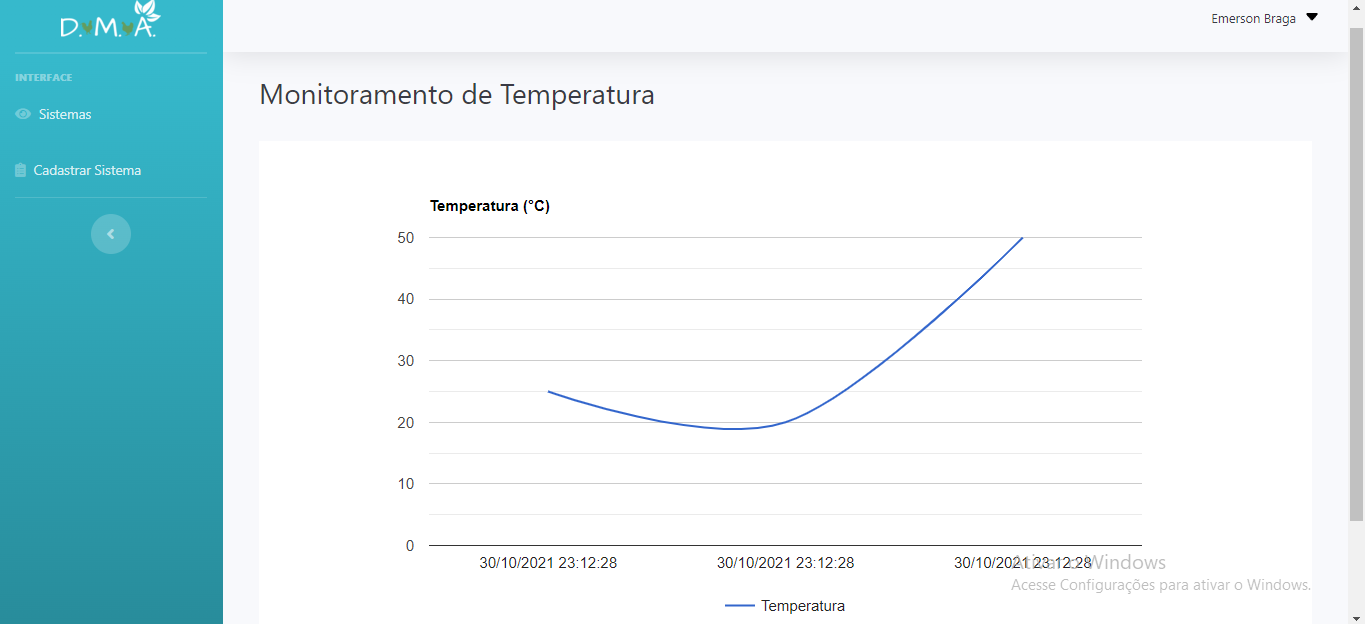 D.M.A.
Emerson Braga
INTERFACE
Sistemas
Cadastrar Sistema
Monitoramento de Temperatura
Temperatura (°C)
50
40
30
20
10
0
30/10/2021 23:12:28 30/10/2021 23:12:28 30/10/2021 23:12:28
Ativar o Windows
Acesse Configurações para ativar o Windows.
Temperatura